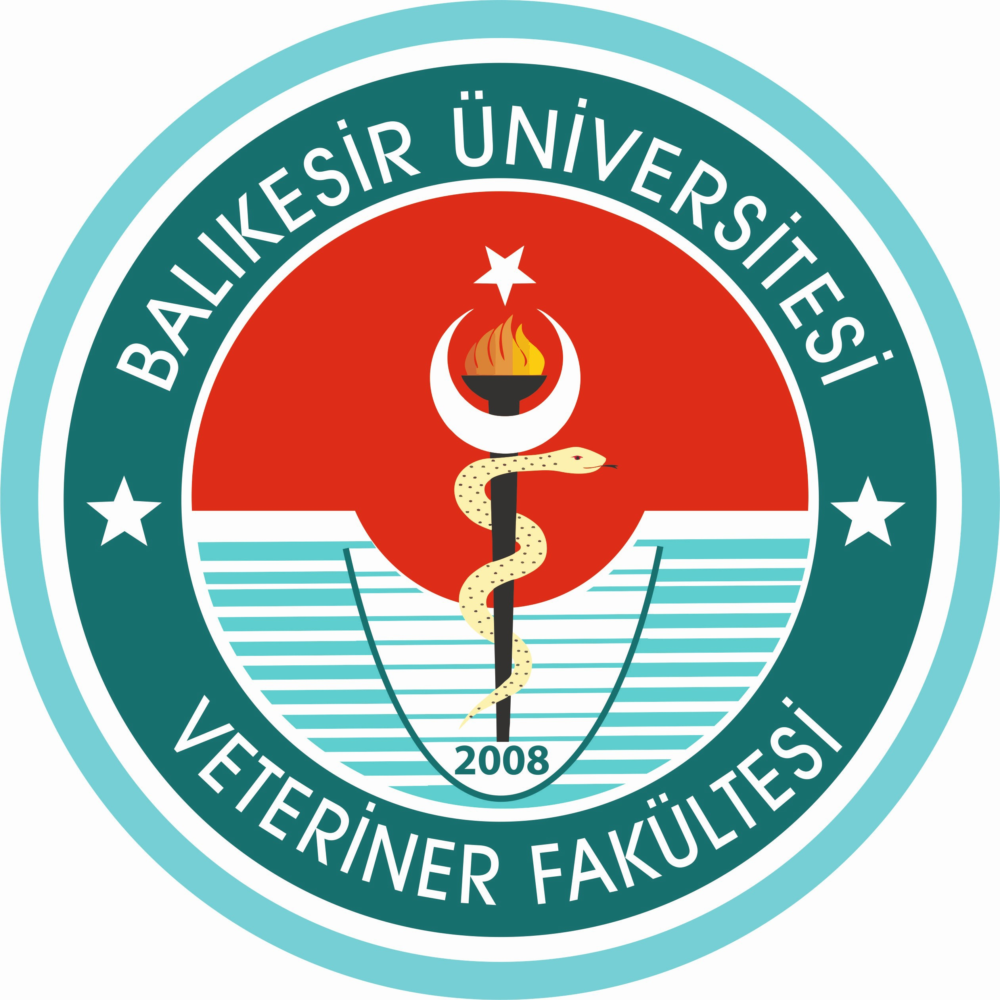 BALIKESİR ÜNİVERSİTESİ
2008
VETERİNER FAKÜLTESİ